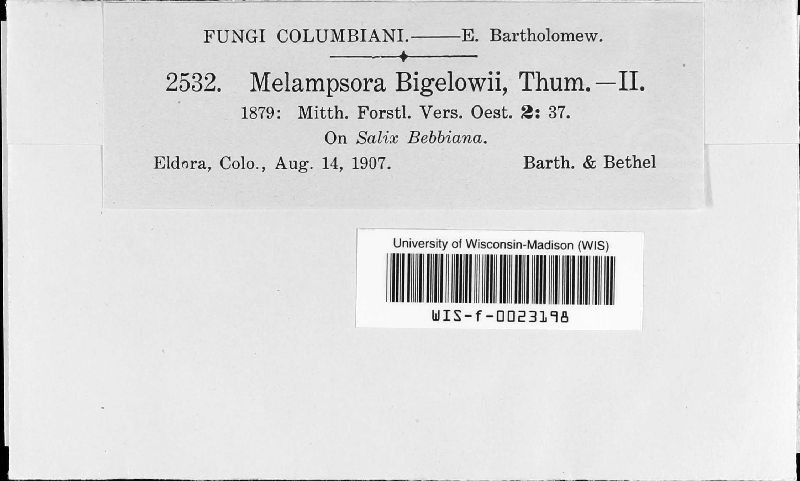 FUNGI COLUMBIANI.——E. Bartholomew.
2532. Melampsora Bigelowii, Thum.—II.
1879: Mitth. Forstl. Vers. Oest. 2: 37.
On Salix Bebbiana.
Eldora, Colo., Aug. 14, 1907. Barth. & Bethel
University of Wisconsin-Madison (WIS)
WIS-f-0023198